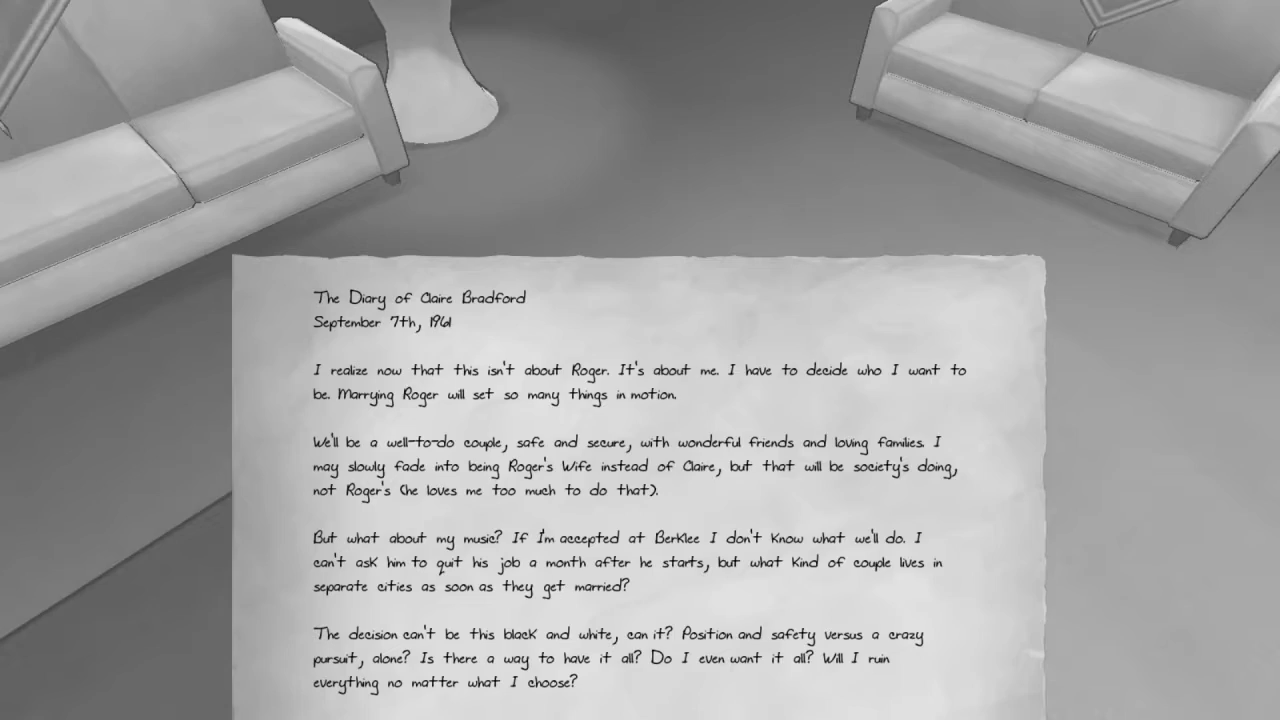 The Diary of Claire Bradford
September 7th, 1961
I realize now that this isn't about Roger. It's about me. I have to decide who I want to
be. Marrying Roger will set so many things in motion.
We'll be a well-to-do couple, safe and secure, with wonderful friends and loving families. I
may slowly fade into being Roger's Wife instead of Claire, but that will be society's doing,
not Roger's (he loves me too much to do that).
But what about my music? If I'm accepted at Berklee I don't know what we'll do. I
can't ask him to quit his job a month after he starts, but what kind of couple lives in
separate cities as soon as they get married?
The decision can't be this black and white, can it? Position and safety versus a crazy
pursuit, alone? Is there a way to have it all? Do I even want it all? Will I ruin
everything no matter what I choose?